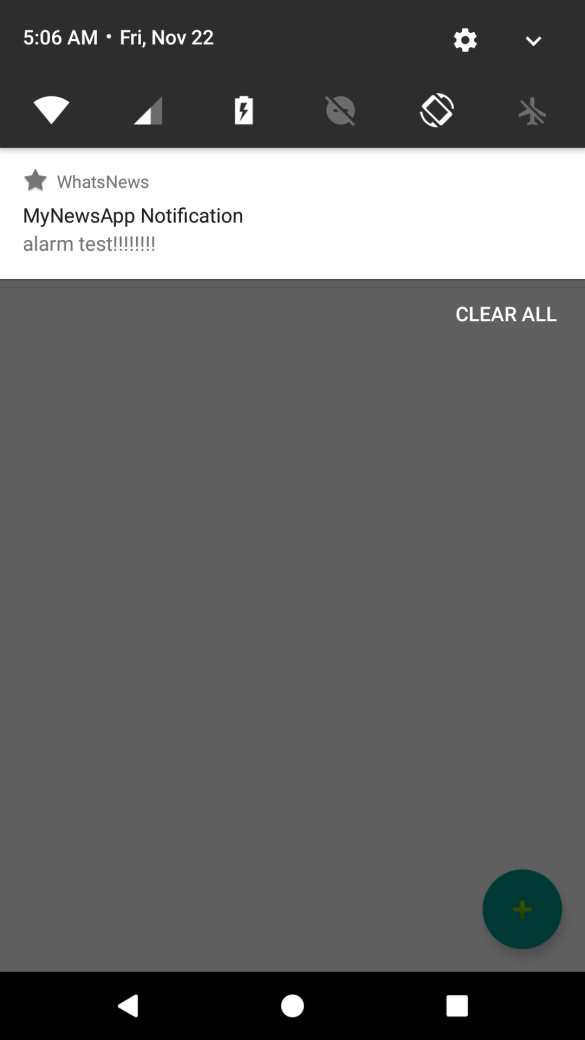 5:06 AM • Fri, Nov 22
WhatsNews
MyNewsApp Notification
alarm test!!!!!!!!
CLEAR ALL